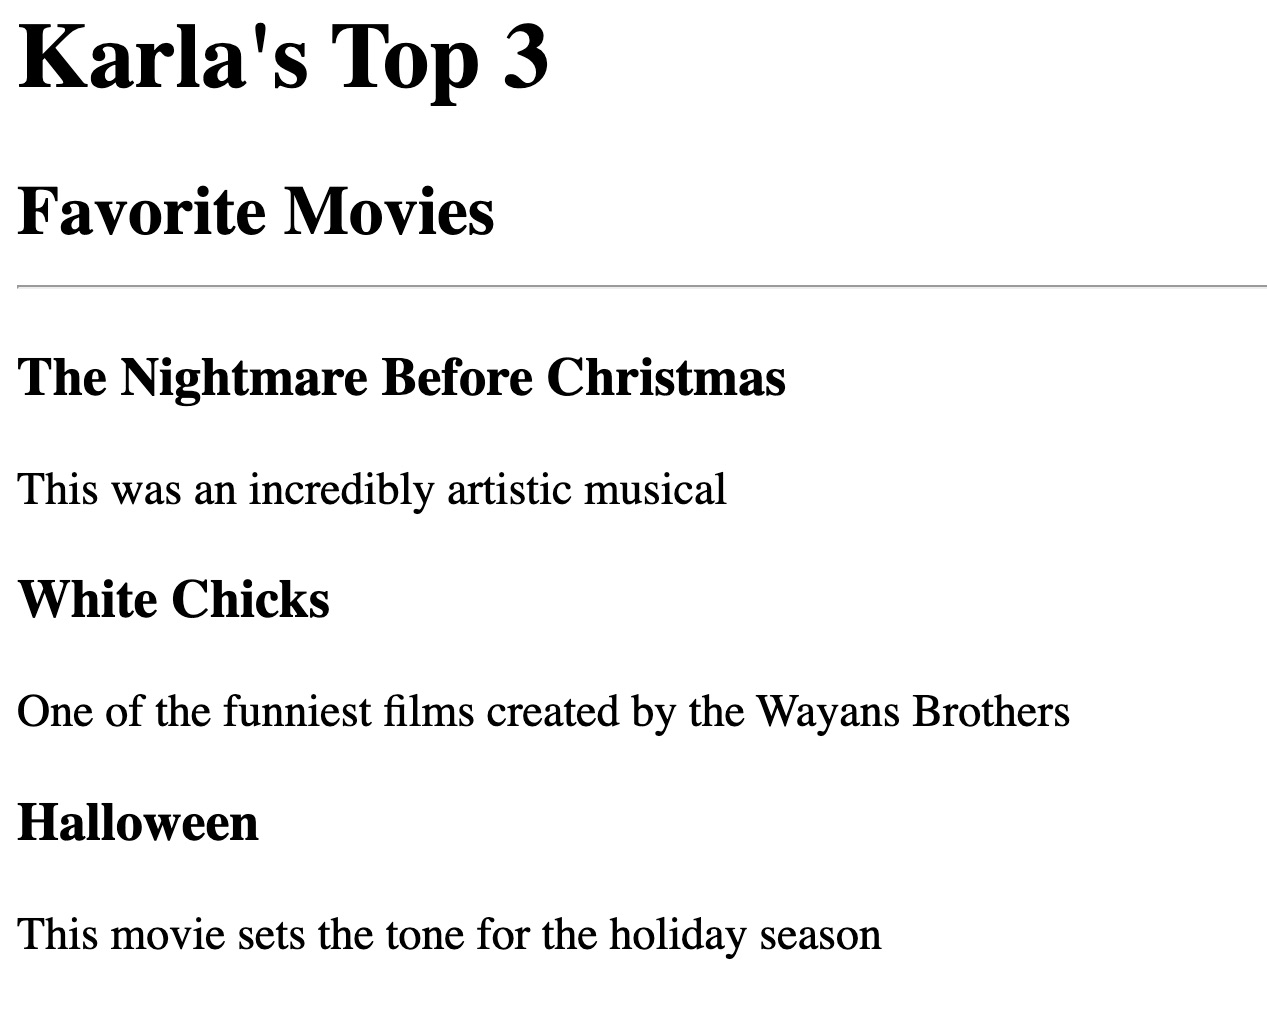 Karla's Top 3
Favorite Movies
The Nightmare Before Christmas
This was an incredibly artistic musical
White Chicks
One of the funniest films created by the Wayans Brothers
Halloween
This movie sets the tone for the holiday season